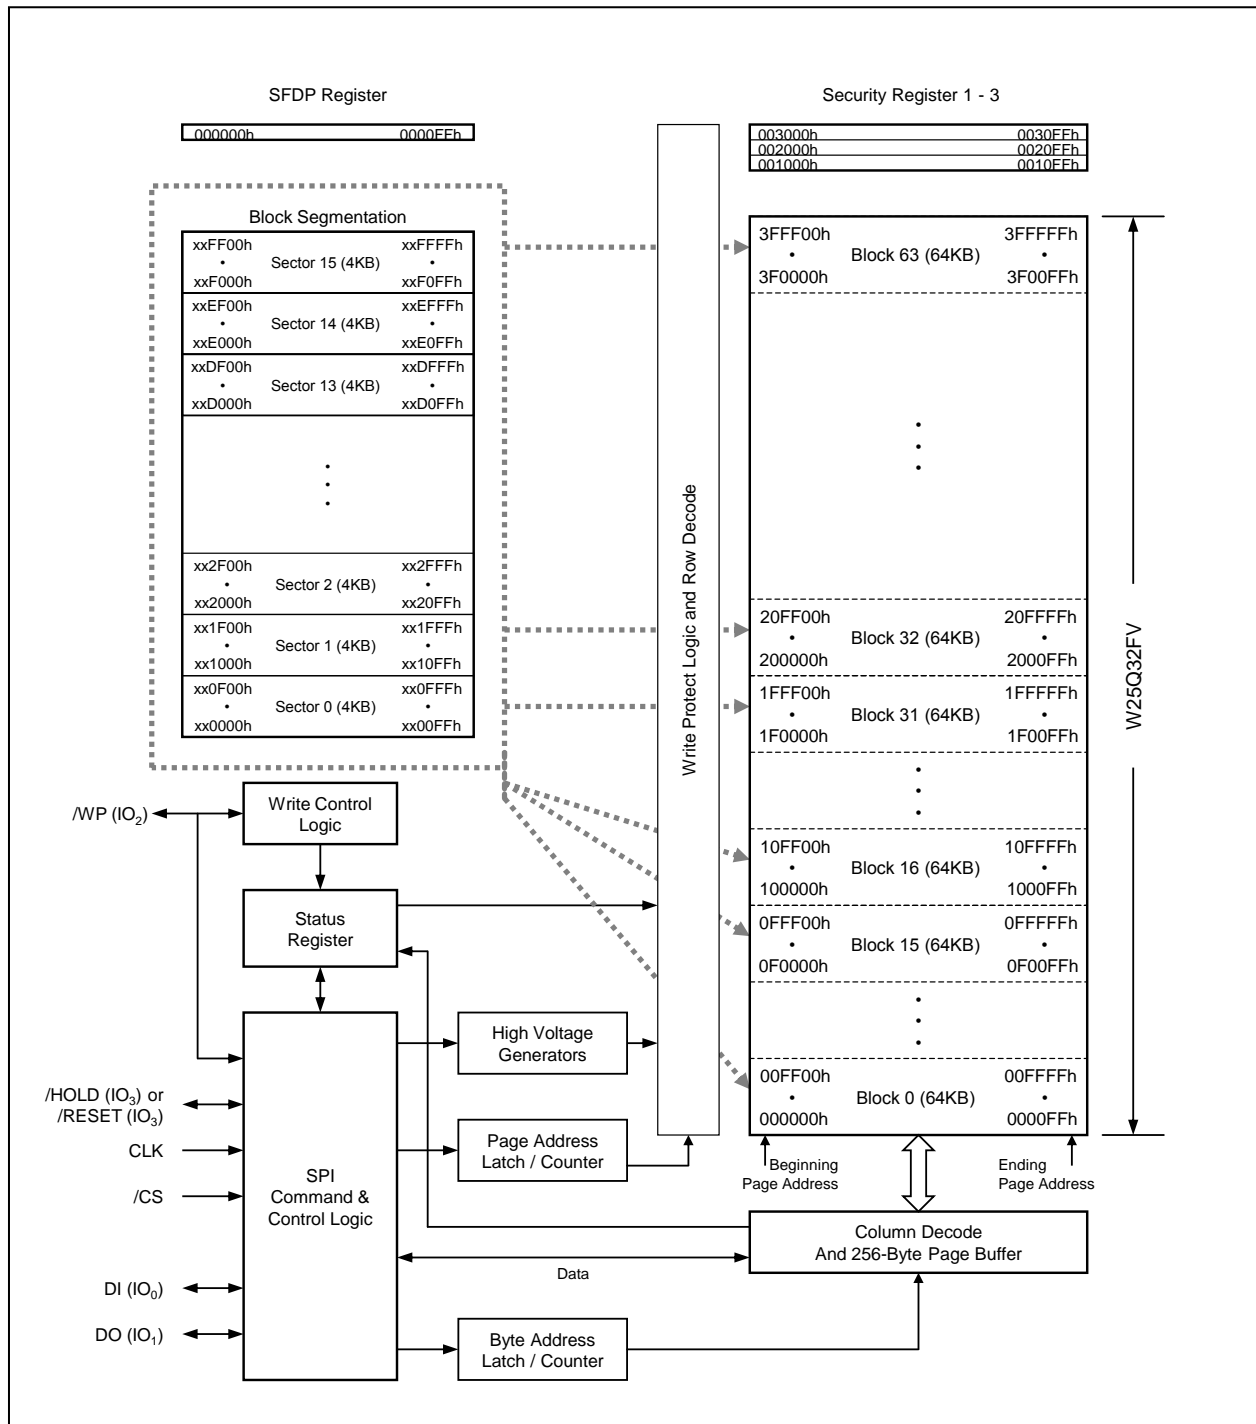 SFDP Register
000000h 0000FFh
Security Register 1 - 3
003000h 0030FFh
002000h 0020FFh
001000h 0010FFh
Block Segmentation
xxFF00h xxFFFFh
Sector 15 (4KB)
xxF000h xxF0FFh
xxEF00h xxEFFFh
Sector 14 (4KB)
xxE000h xxE0FFh
xxDF00h xxDFFFh
Sector 13 (4KB)
xxD000h xxD0FFh
xx2F00h xx2FFFh
Sector 2 (4KB)
xx2000h xx20FFh
xx1F00h xx1FFFh
Sector 1 (4KB)
xx1000h xx10FFh
xx0F00h xx0FFFh
Sector 0 (4KB)
xx0000h xx00FFh
Write Protect Logic and Row Decode
3FFF00h 3FFFFFh
Block 63 (64KB)
3F0000h 3F00FFh
20FF00h 20FFFFh
Block 32 (64KB)
200000h 2000FFh
1FFF00h 1FFFFFh
Block 31 (64KB)
1F0000h 1F00FFh
10FF00h 10FFFFh
Block 16 (64KB)
100000h 1000FFh
0FFF00h 0FFFFFh
Block 15 (64KB)
0F0000h 0F00FFh
00FF00h 00FFFFh
Block 0 (64KB)
000000h 0000FFh
W25Q32FV
Beginning
Page Address
Ending
Page Address
/WP (IO2)
Write Control
Logic
Status
Register
High Voltage
Generators
/HOLD (IO3) or
/RESET (IO3)
CLK
/CS
DI (IO0)
DO (IO1)
SPI
Command &
Control Logic
Page Address
Latch / Counter
Column Decode
And 256-Byte Page Buffer
Data
Byte Address
Latch / Counter